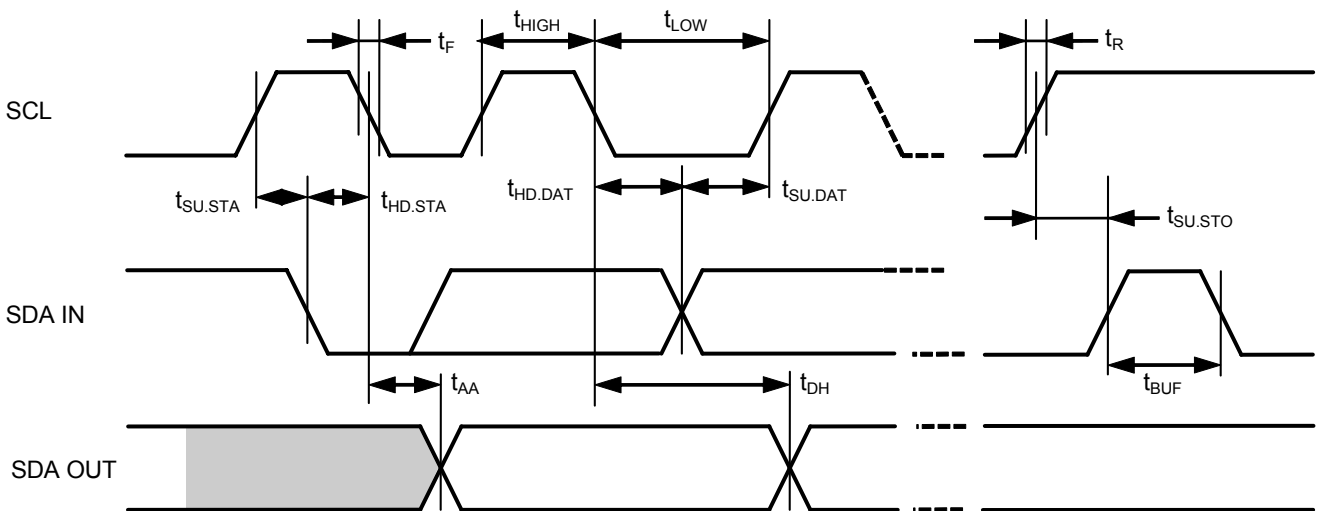 tF
tHIGH
tLOW
tR
SCL
tSU.STA
tHD.STA
tHD.DAT
tSU.DAT
tSU.STO
SDA IN
tAA
tDH
tBUF
SDA OUT